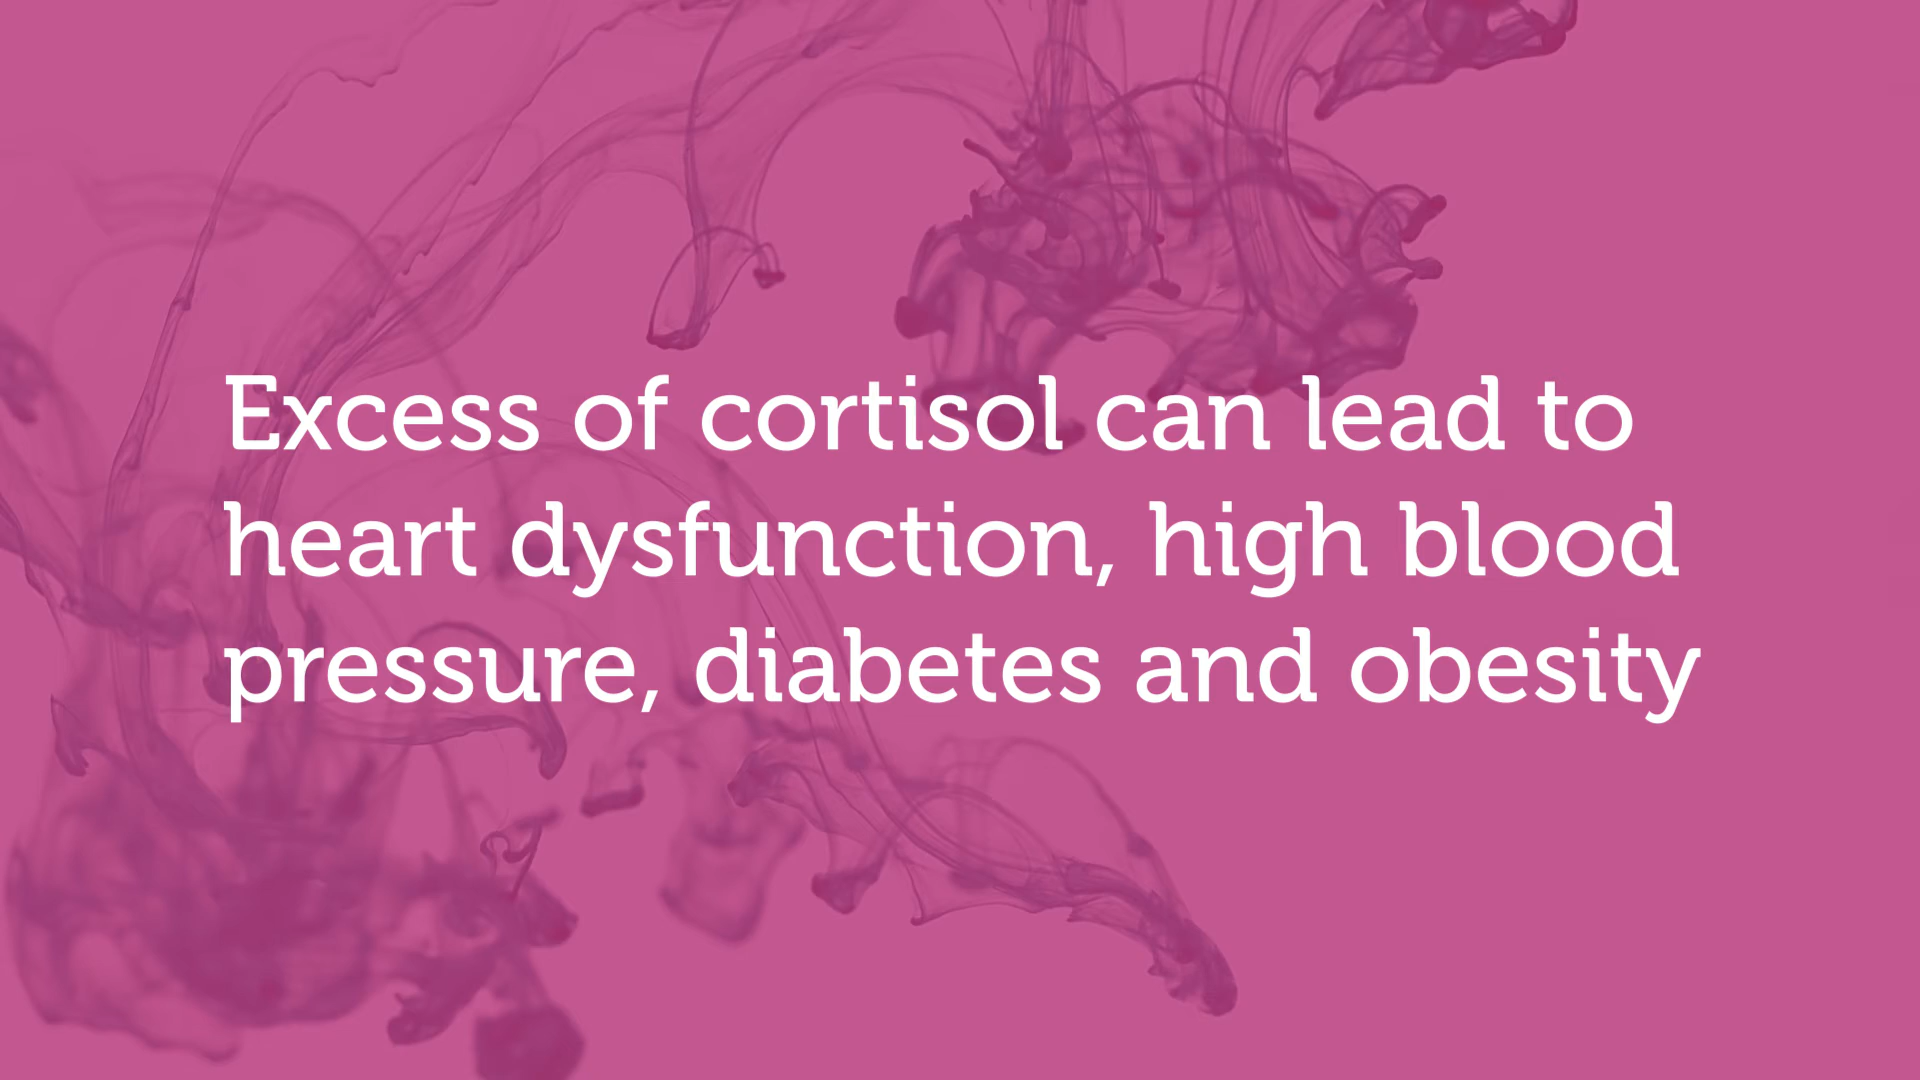 Excess of cortisol can lead to
heart dysfunction, high blood
pressure, diabetes and obesity